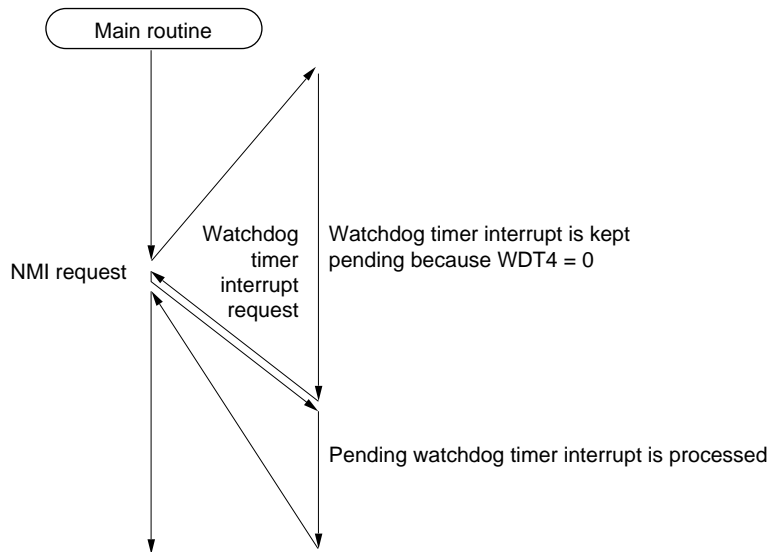 Main routine
Watchdog
timer
interrupt
request
Watchdog timer interrupt is kept
pending because WDT4 = 0
NMI request
Pending watchdog timer interrupt is processed